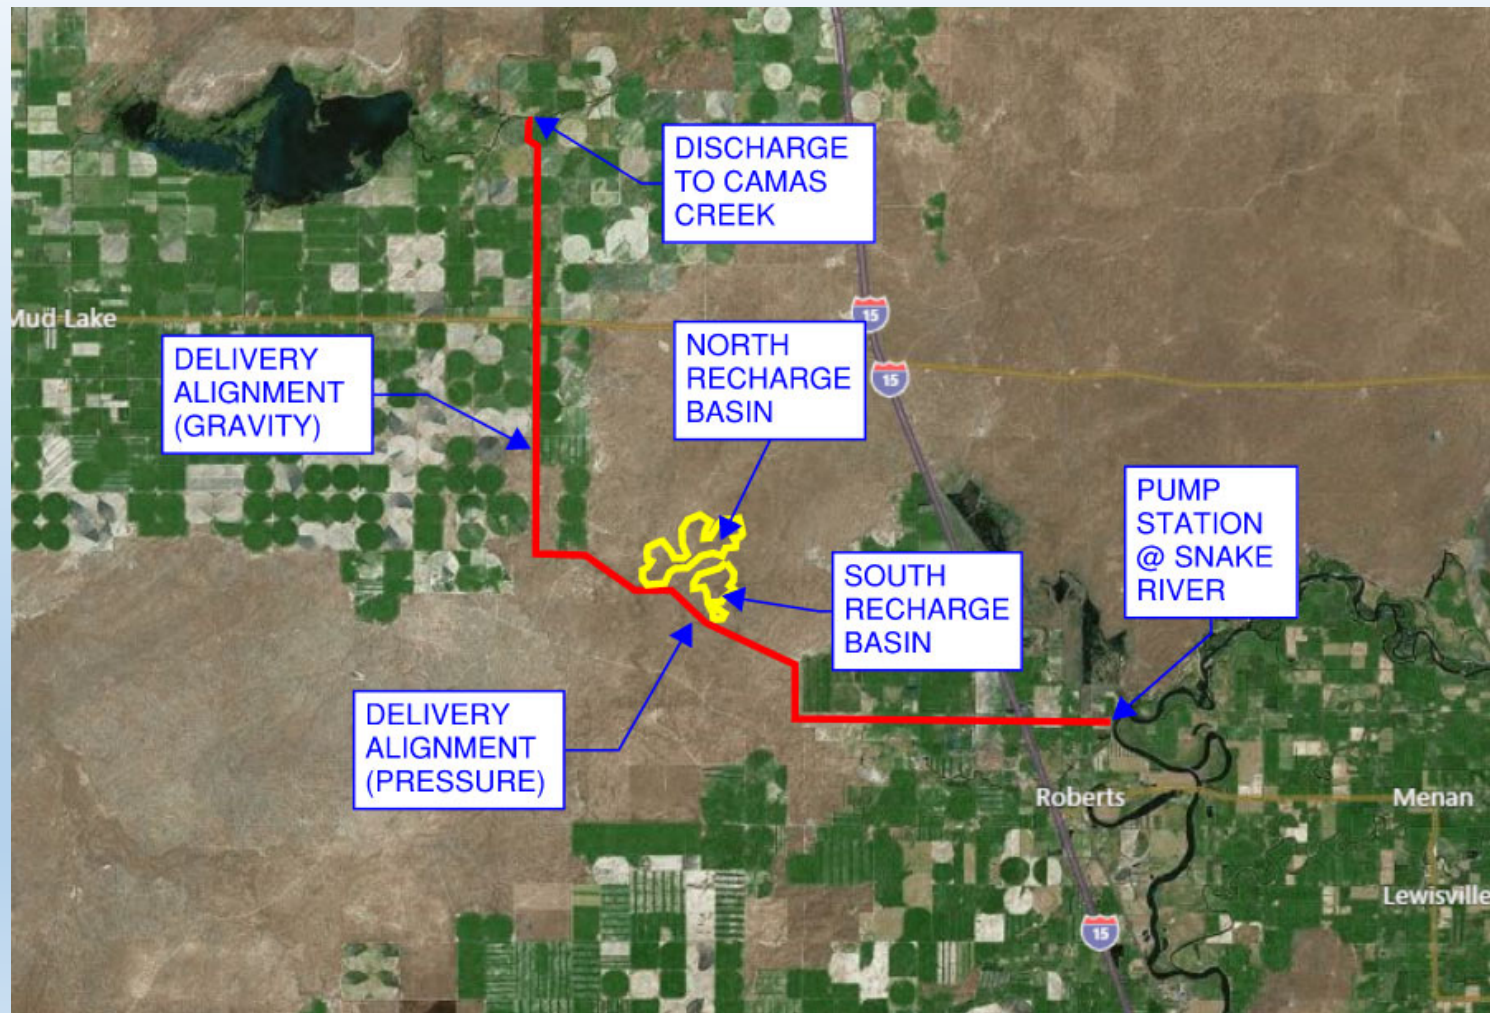 DISCHARGE
TO CAMAS
CREEK
Mud Lake
15
NORTH
RECHARGE
BASIN
DELIVERY
ALIGNMENT
(GRAVITY)
15
PUMP
STATION
@ SNAKE
RIVER
SOUTH
RECHARGE
BASIN
DELIVERY
ALIGNMENT
(PRESSURE)
Roberts
Menan
Lewisville
15